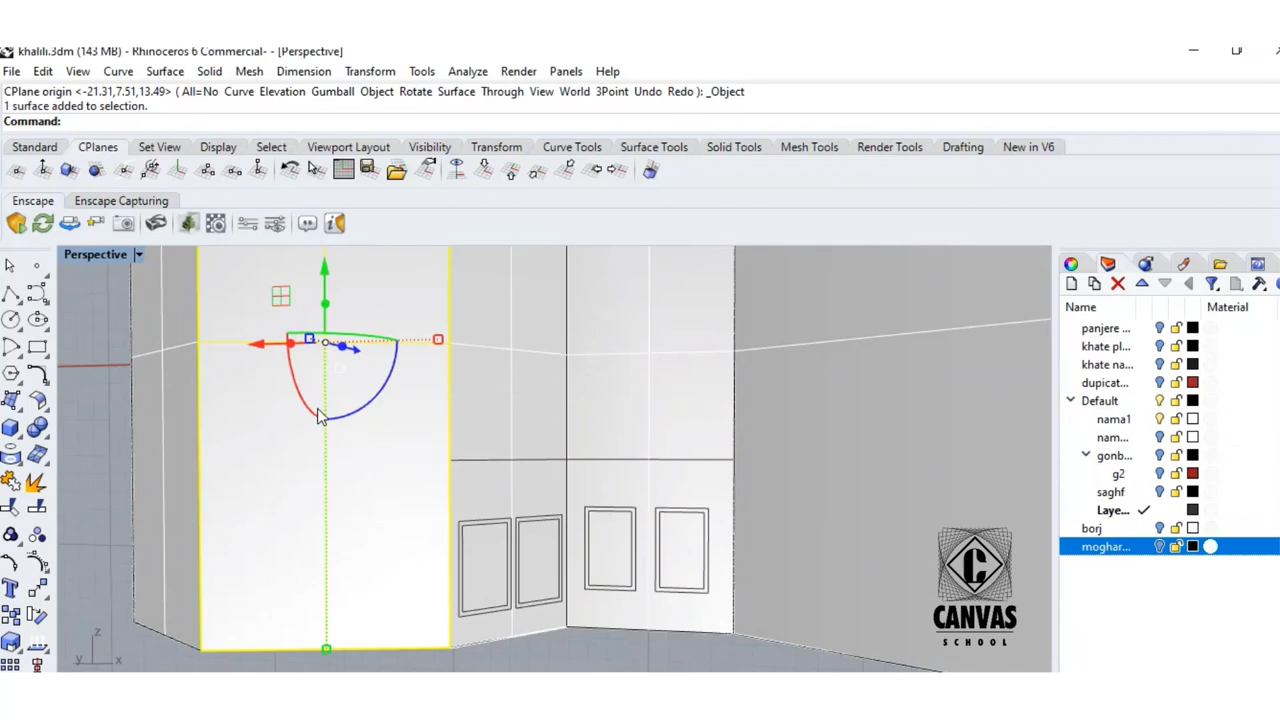 khalili.3dm (143 MB) - Rhinoceros 6 Commercial- - [Perspective]
File Edit View Curve Surface Solid Mesh Dimension Transform Tools Analyze Render Panels Help
CPlane origin <-21.31,7.51,13.49> ( All=No Curve Elevation Gumball Object Rotate Surface Through View World 3Point Undo Redo ): _Object
1 surface added to selection.
Command:
Standard CPlanes Set View Display Select Viewport Layout Visibility Transform Curve Tools Surface Tools Solid Tools Mesh Tools Render Tools Drafting New in V6
Enscape Enscape Capturing
Perspective
Name Material
panjere ...
khate pl...
khate na...
dupicat...
Default
nama1
nam...
gonb...
g2
saghf
Laye...
borj
moghar...
z
y x
C
CANVAS
SCHOOL